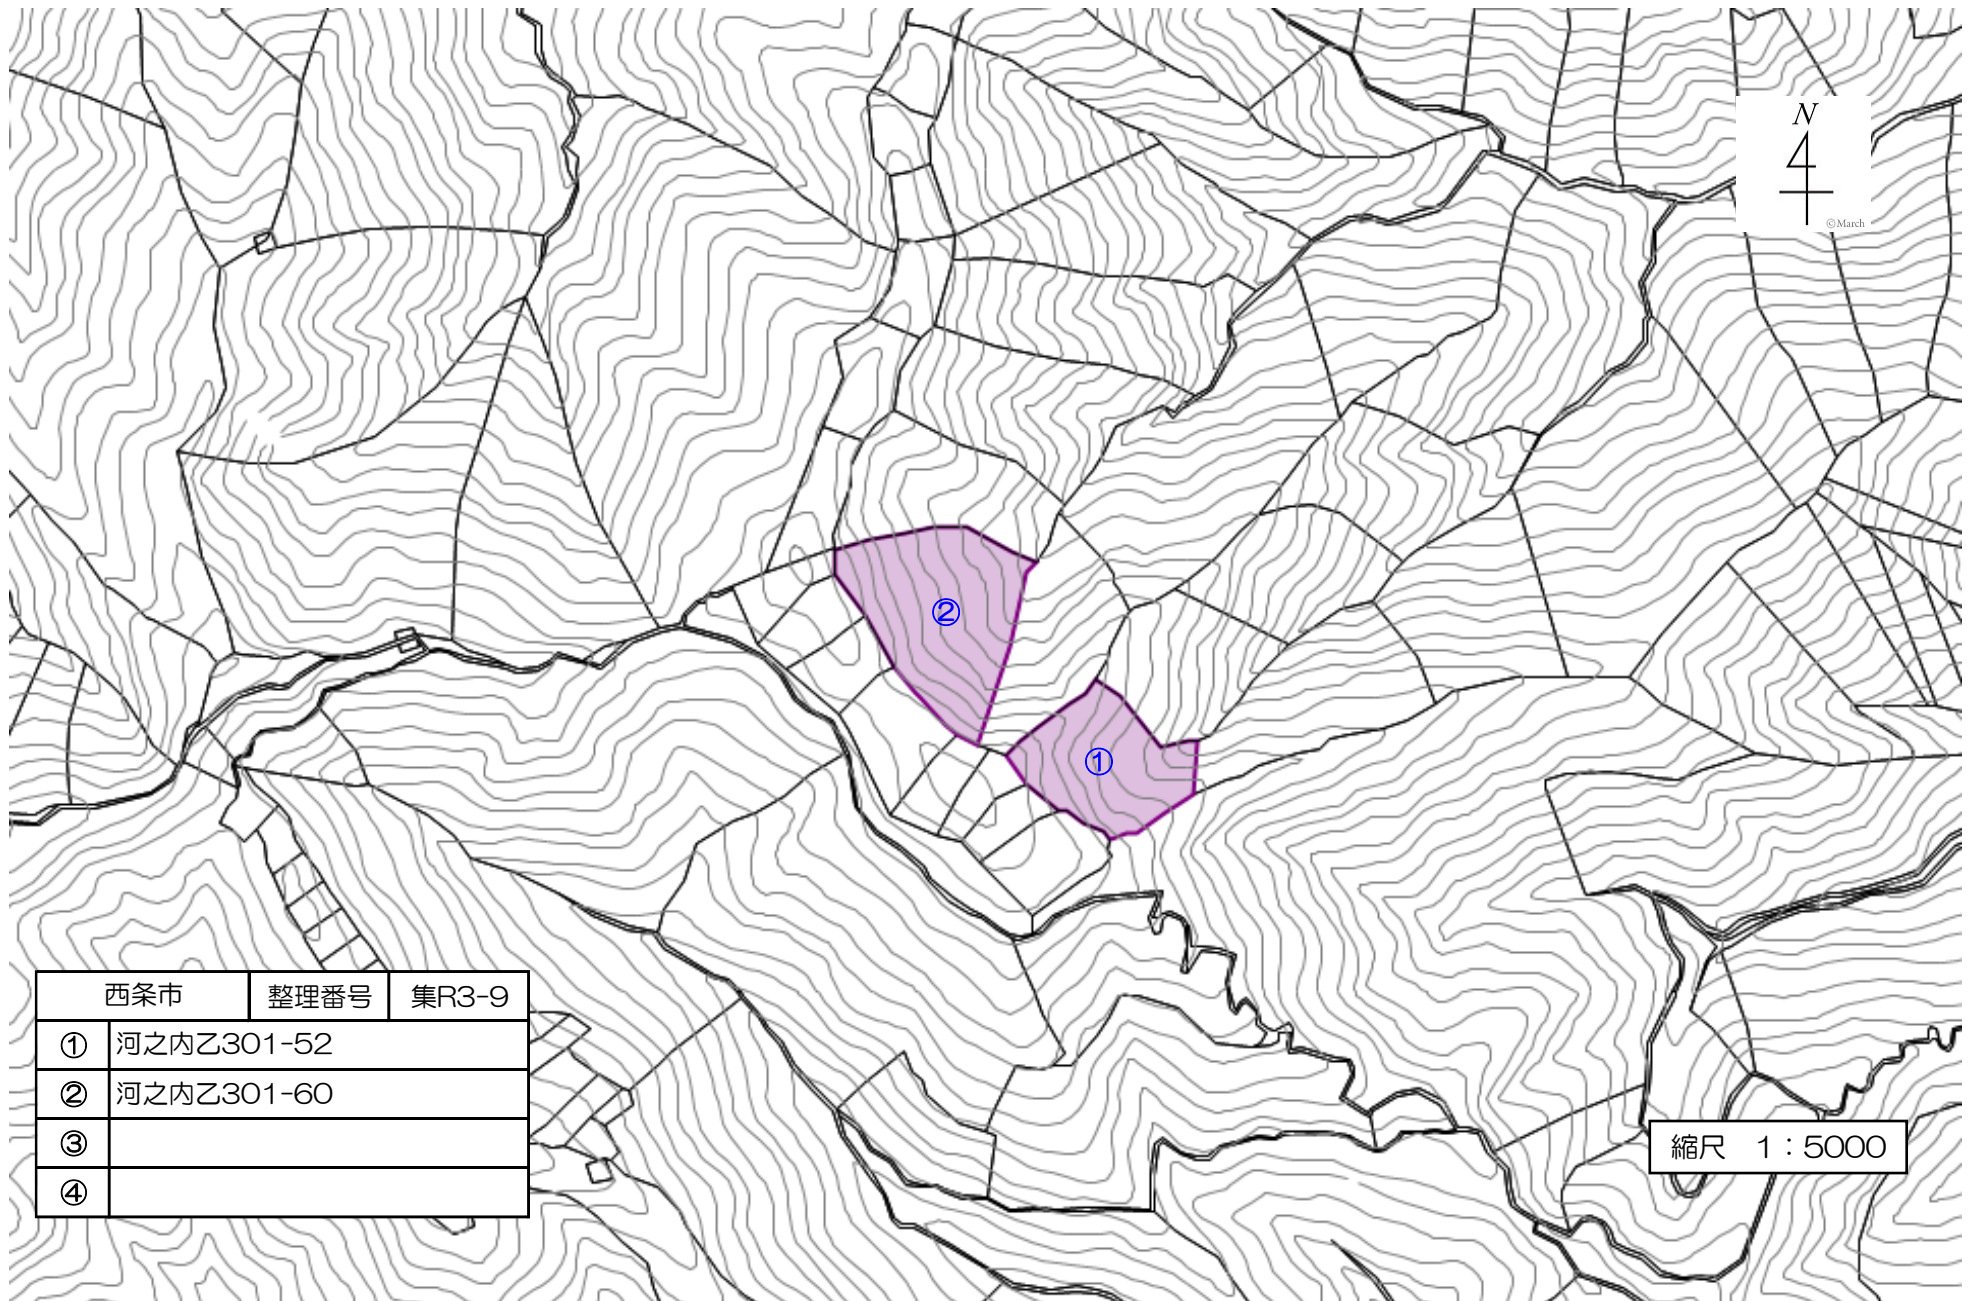 N
©March
②
①
西条市 整理番号 集R3-9
① 河之内乙301-52
② 河之内乙301-60
③
④
縮尺 1：5000